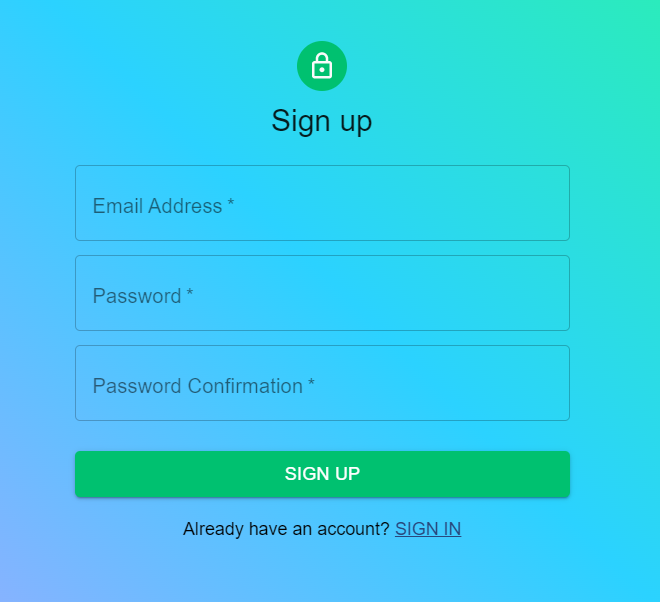 Sign up
Email Address *
Password *
Password Confirmation *
SIGN UP
Already have an account? SIGN IN